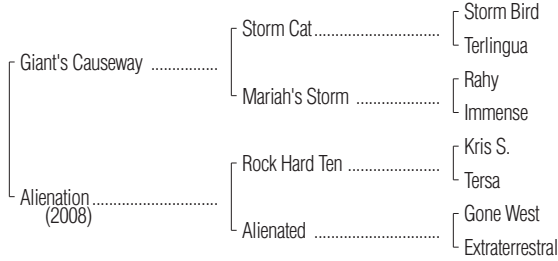 Storm Bird
Storm Cat
Terlingua
Giant's Causeway
Rahy
Mariah's Storm
Immense
Kris S.
Rock Hard Ten
Tersa
Alienation
(2008)
Gone West
Alienated
Extraterrestral